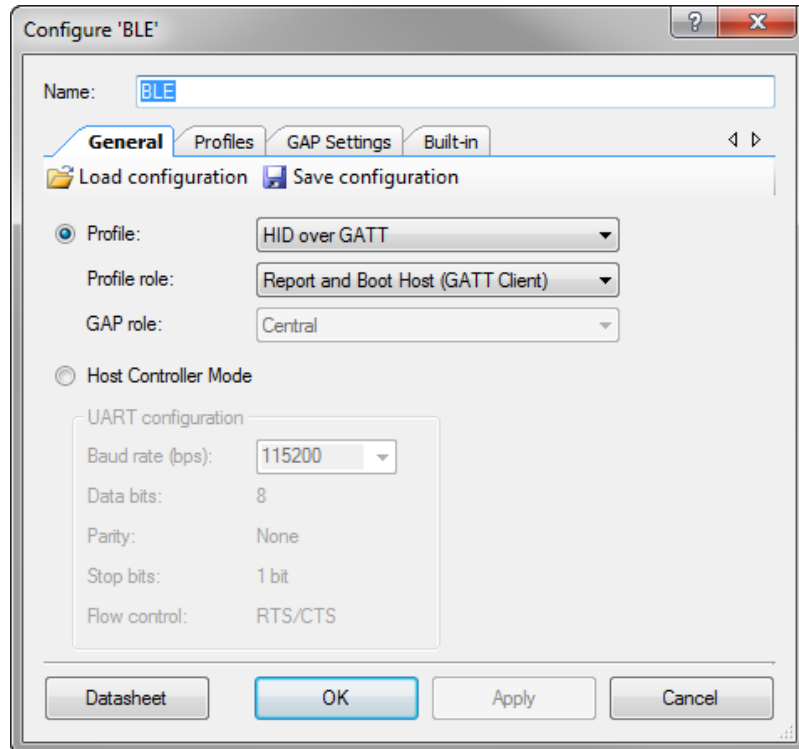 Configure 'BLE'
Name: BLE
General Profiles GAP Settings Built-in
Load configuration Save configuration
Profile: HID over GATT
Profile role: Report and Boot Host (GATT Client)
GAP role: Central
Host Controller Mode
UART configuration
Baud rate (bps): 115200
Data bits: 8
Parity: None
Stop bits: 1 bit
Flow control: RTS/CTS
Datasheet OK Apply Cancel